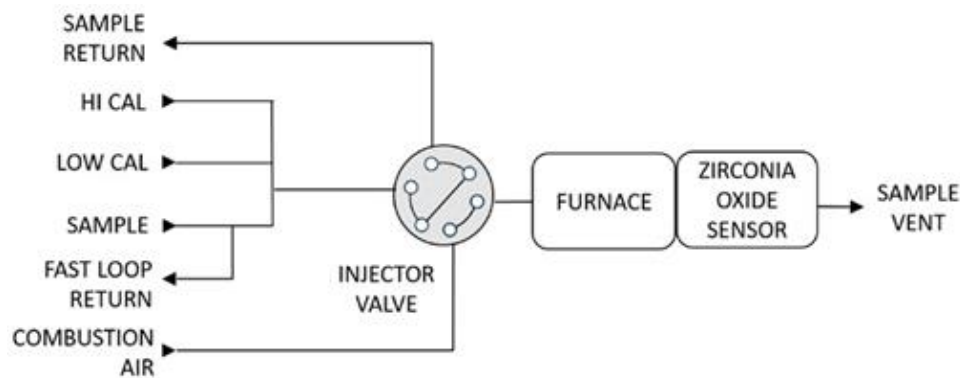 SAMPLE
RETURN
HI CAL
LOW CAL
SAMPLE
FAST LOOP
RETURN
COMBUSTION
AIR
INJECTOR
VALVE
FURNACE
ZIRCONIA
OXIDE
SENSOR
SAMPLE
VENT